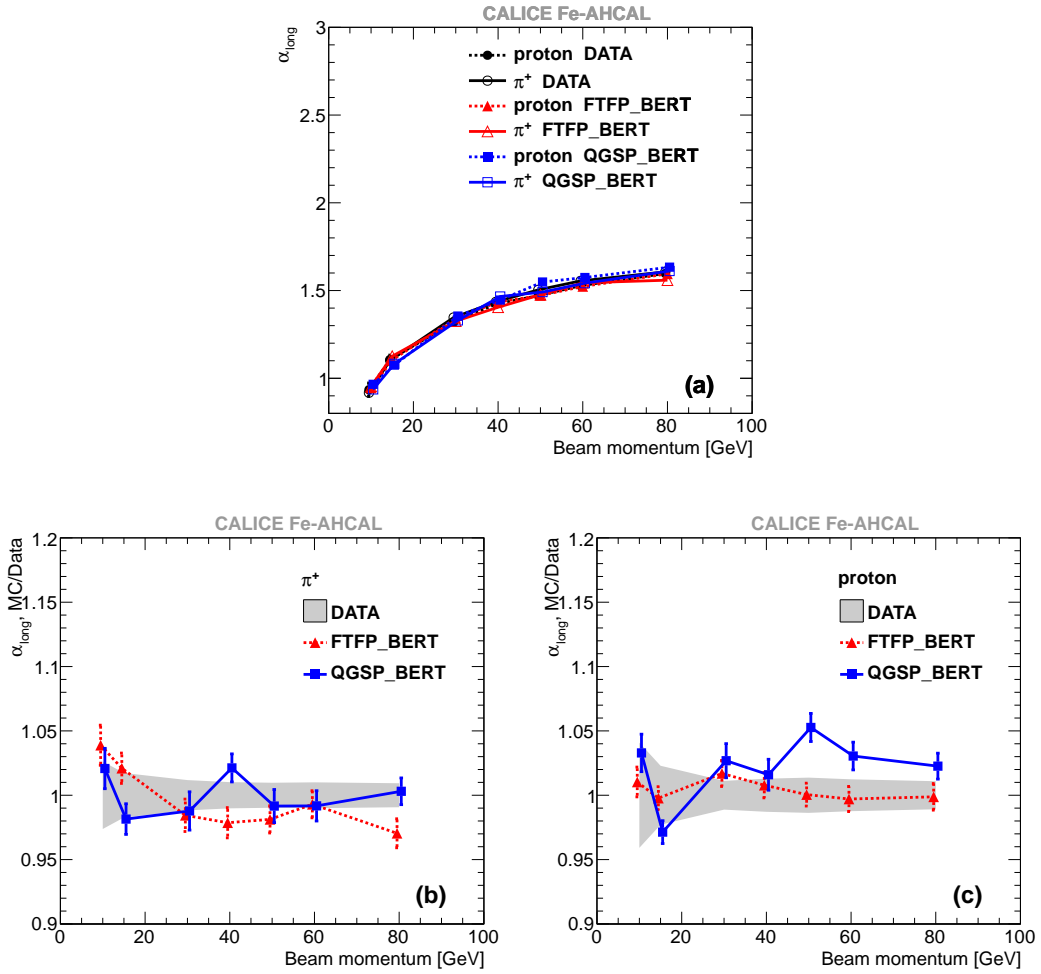 CALICE Fe-AHCAL
α_long
3
2.5
2
1.5
1
proton DATA
π⁺ DATA
proton FTFP_BERT
π⁺ FTFP_BERT
proton QGSP_BERT
π⁺ QGSP_BERT
(a)
0 20 40 60 80 100
Beam momentum [GeV]
CALICE Fe-AHCAL
α_long, MC/Data
1.2
1.15
1.1
1.05
1
0.95
0.9
π⁺
DATA
FTFP_BERT
QGSP_BERT
(b)
0 20 40 60 80 100
Beam momentum [GeV]
CALICE Fe-AHCAL
α_long, MC/Data
1.2
1.15
1.1
1.05
1
0.95
0.9
proton
DATA
FTFP_BERT
QGSP_BERT
(c)
0 20 40 60 80 100
Beam momentum [GeV]